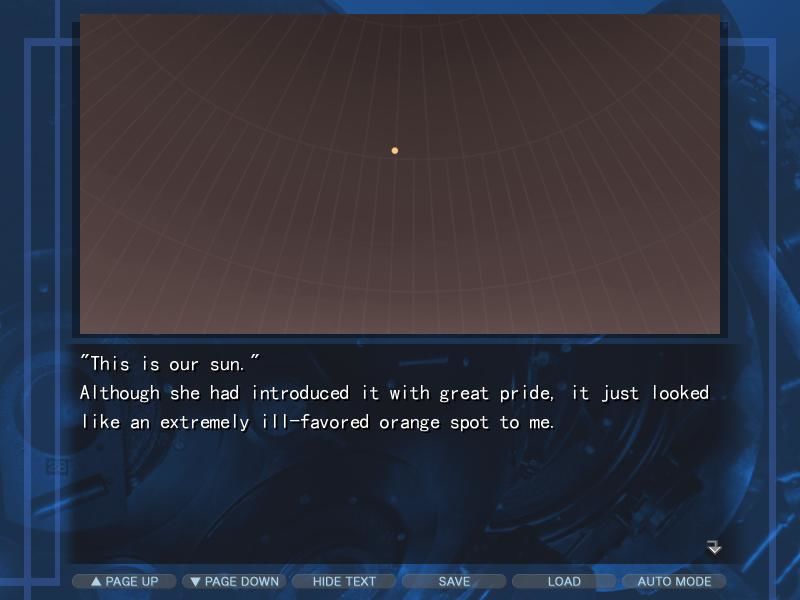 "This is our sun."
Although she had introduced it with great pride, it just looked
like an extremely ill-favored orange spot to me.
28
▲ PAGE UP ▼ PAGE DOWN HIDE TEXT SAVE LOAD AUTO MODE